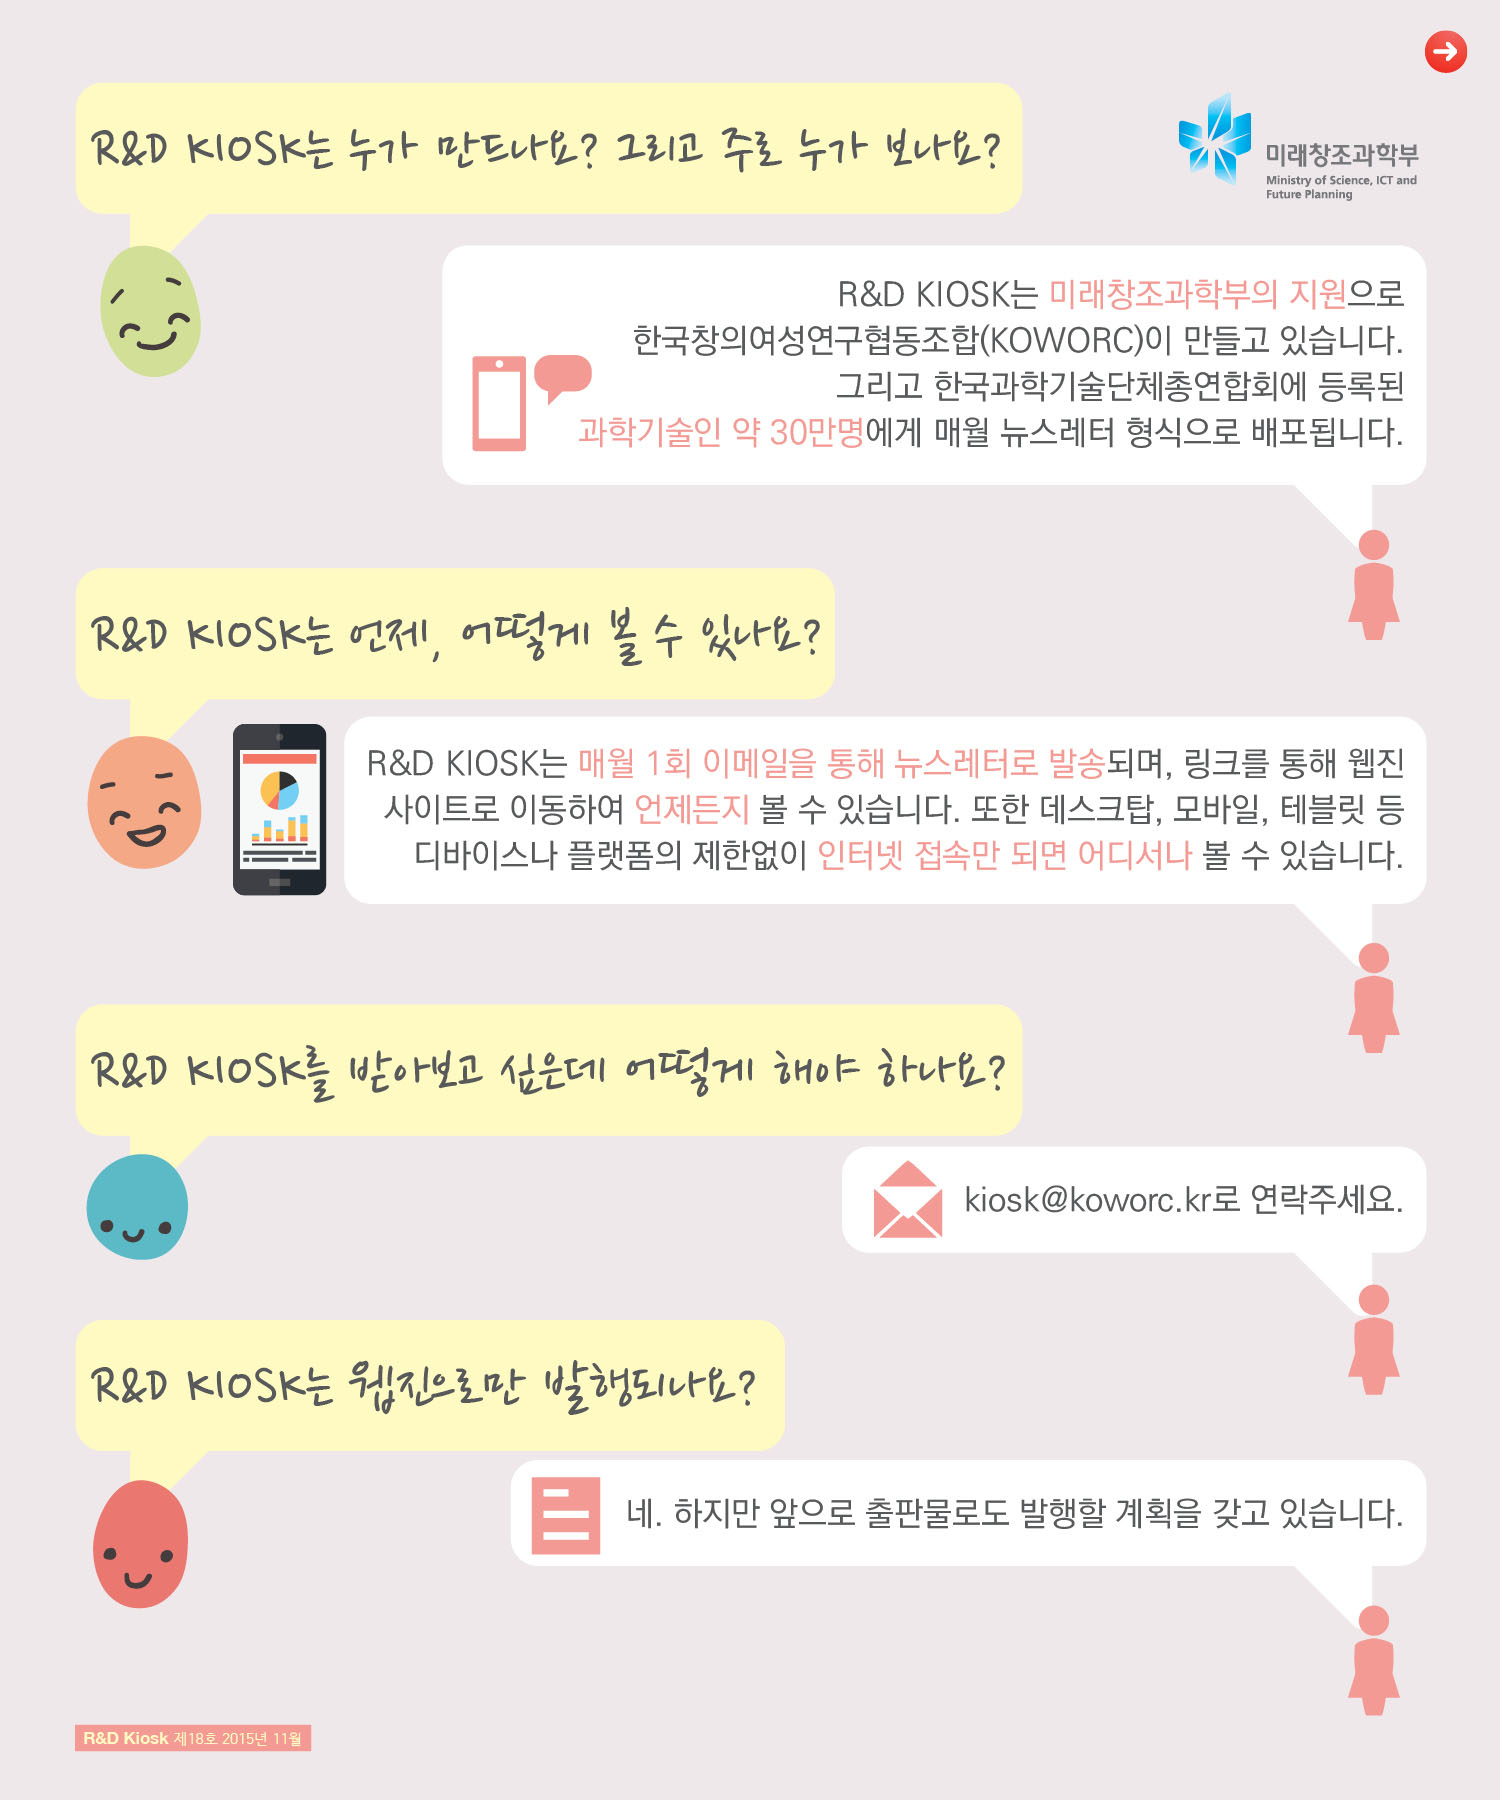 R&D KIOSK는 누가 만드나요? 그리고 주로 누가 보나요?
미래창조과학부
Ministry of Science, ICT and
Future Planning
R&D KIOSK는 미래창조과학부의 지원으로
한국창의여성연구협동조합(KOWORC)이 만들고 있습니다.
그리고 한국과학기술단체총연합회에 등록된
과학기술인 약 30만명에게 매월 뉴스레터 형식으로 배포됩니다.
R&D KIOSK는 언제, 어떻게 볼 수 있나요?
R&D KIOSK는 매월 1회 이메일을 통해 뉴스레터로 발송되며, 링크를 통해 웹진
사이트로 이동하여 언제든지 볼 수 있습니다. 또한 데스크탑, 모바일, 테블릿 등
디바이스나 플랫폼의 제한없이 인터넷 접속만 되면 어디서나 볼 수 있습니다.
R&D KIOSK를 받아보고 싶은데 어떻게 해야 하나요?
kiosk@koworc.kr로 연락주세요.
R&D KIOSK는 웹진으로만 발행되나요?
네. 하지만 앞으로 출판물로도 발행할 계획을 갖고 있습니다.
R&D Kiosk 제18호 2015년 11월